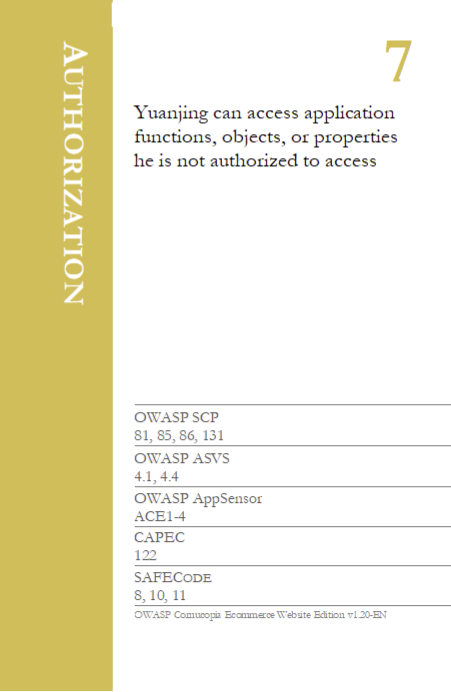 AUTHORIZATION
7
Yuanjing can access application
functions, objects, or properties
he is not authorized to access
OWASP SCP
81, 85, 86, 131
OWASP ASVS
4.1, 4.4
OWASP AppSensor
ACE1-4
CAPEC
122
SAFECODE
8, 10, 11
OWASP Cornucopia Ecommerce Website Edition v1.20-EN